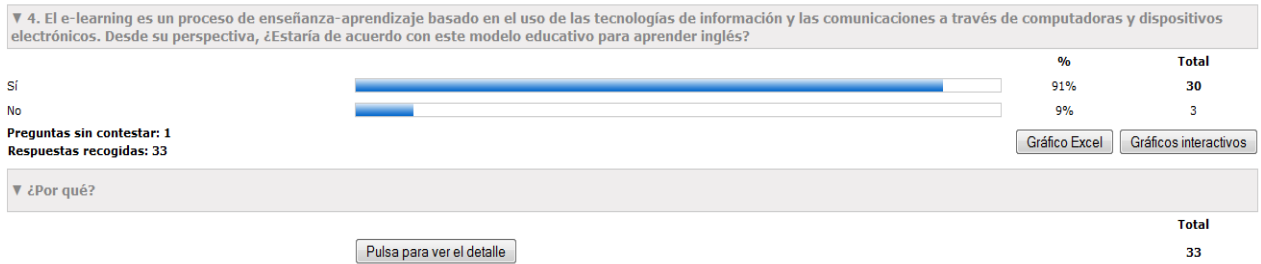 ▼ 4. El e-learning es un proceso de enseñanza-aprendizaje basado en el uso de las tecnologías de información y las comunicaciones a través de computadoras y dispositivos
electrónicos. Desde su perspectiva, ¿Estaría de acuerdo con este modelo educativo para aprender inglés?
% Total
Sí 91% 30
No 9% 3
Preguntas sin contestar: 1
Respuestas recogidas: 33
Gráfico Excel Gráficos interactivos
▼ ¿Por qué?
Total
Pulsa para ver el detalle 33